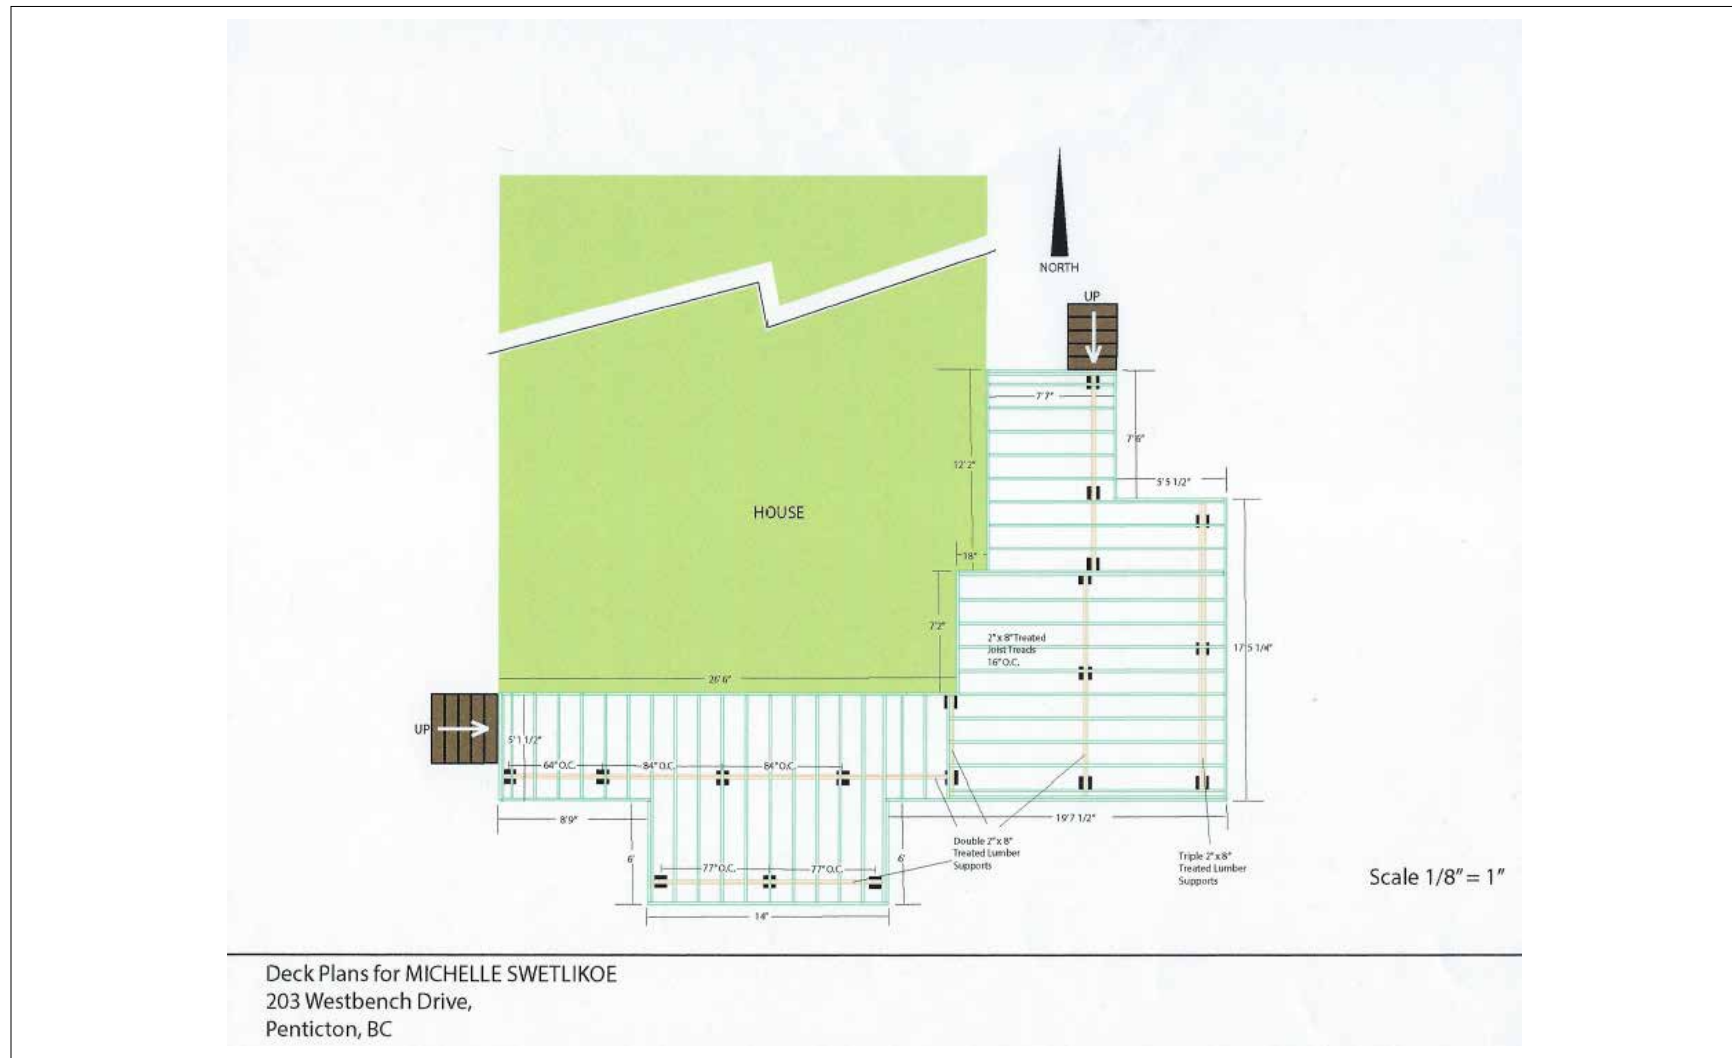 NORTH
UP
7'7"
7'6"
12'2"
5'5 1/2"
HOUSE
18"
7'2"
2" x 8" Treated
Joist Treads
16" O.C.
17'5 1/4"
26'6"
UP
5'1 1/2"
64" O.C.
84" O.C.
84" O.C.
8'9"
19'7 1/2"
Double 2" x 8"
Treated Lumber
Supports
Triple 2" x 8"
Treated Lumber
Supports
6'
6'
77" O.C.
77" O.C.
14"
Scale 1/8" = 1"
Deck Plans for MICHELLE SWETLIKOE
203 Westbench Drive,
Penticton, BC